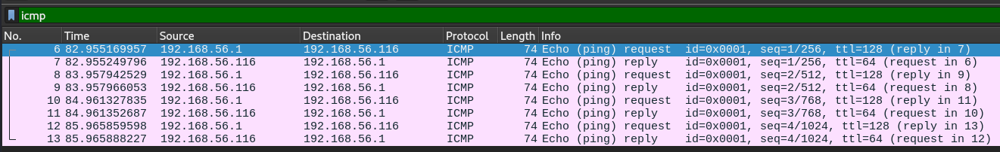 icmp
No. Time Source Destination Protocol Length Info
6 82.955169957 192.168.56.1 192.168.56.116 ICMP 74 Echo (ping) request id=0x0001, seq=1/256, ttl=128 (reply in 7)
7 82.955249796 192.168.56.116 192.168.56.1 ICMP 74 Echo (ping) reply id=0x0001, seq=1/256, ttl=64 (request in 6)
8 83.957942529 192.168.56.1 192.168.56.116 ICMP 74 Echo (ping) request id=0x0001, seq=2/512, ttl=128 (reply in 9)
9 83.957966053 192.168.56.116 192.168.56.1 ICMP 74 Echo (ping) reply id=0x0001, seq=2/512, ttl=64 (request in 8)
10 84.961327835 192.168.56.1 192.168.56.116 ICMP 74 Echo (ping) request id=0x0001, seq=3/768, ttl=128 (reply in 11)
11 84.961352687 192.168.56.116 192.168.56.1 ICMP 74 Echo (ping) reply id=0x0001, seq=3/768, ttl=64 (request in 10)
12 85.965859598 192.168.56.1 192.168.56.116 ICMP 74 Echo (ping) request id=0x0001, seq=4/1024, ttl=128 (reply in 13)
13 85.965888227 192.168.56.116 192.168.56.1 ICMP 74 Echo (ping) reply id=0x0001, seq=4/1024, ttl=64 (request in 12)